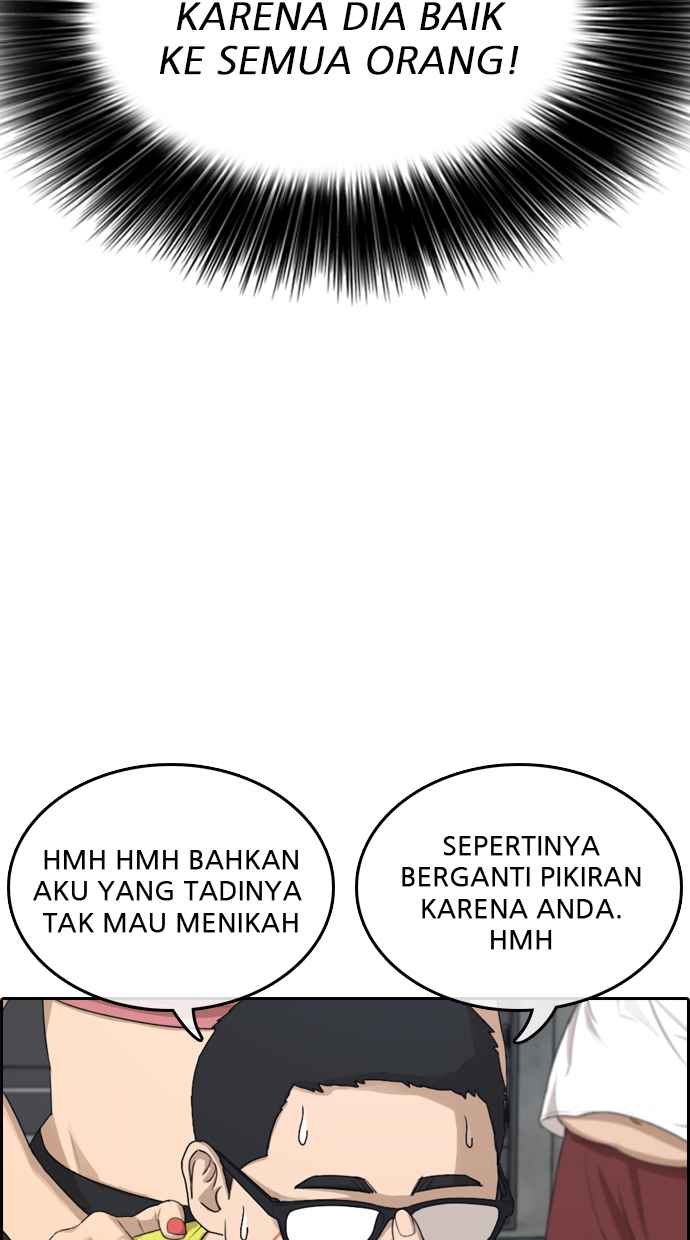 KARENA DIA BAIK
KE SEMUA ORANG!
HMH HMH BAHKAN
AKU YANG TADINYA
TAK MAU MENIKAH
SEPERTINYA
BERGANTI PIKIRAN
KARENA ANDA.
HMH